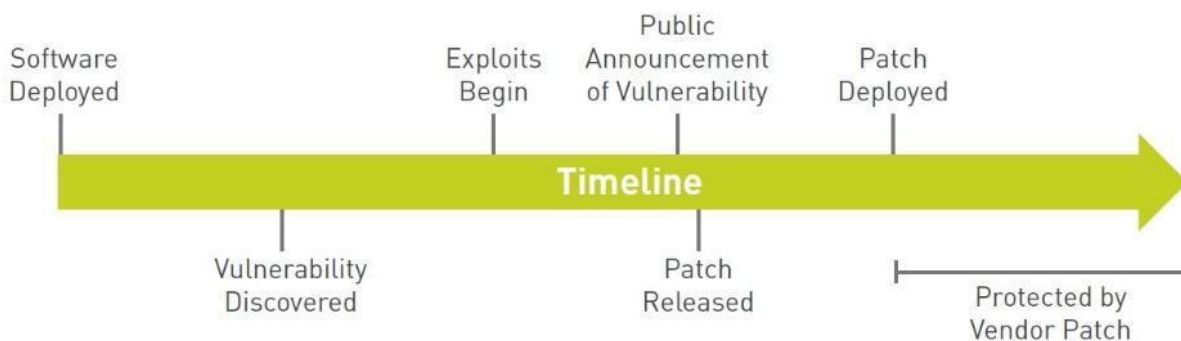 Software
Deployed
Exploits
Begin
Public
Announcement
of Vulnerability
Patch
Deployed
Timeline
Vulnerability
Discovered
Patch
Released
Protected by
Vendor Patch